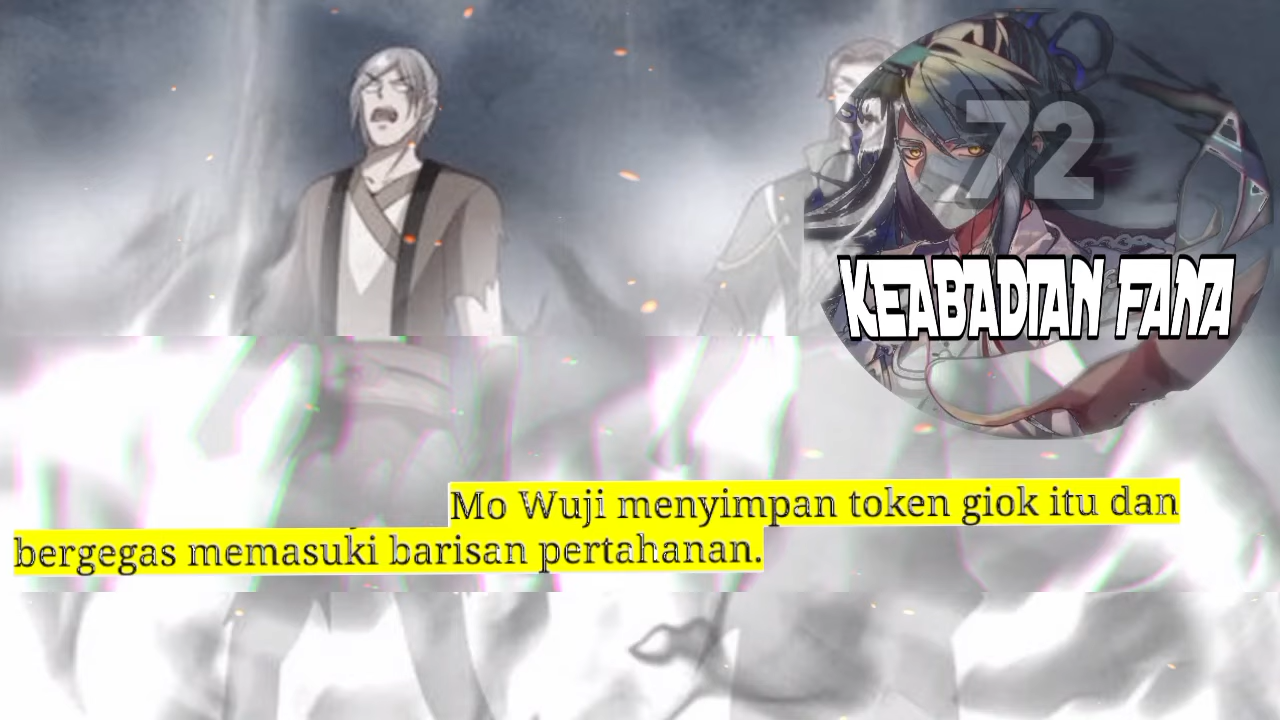 72
KEABADIAN FANA
Mo Wuji menyimpan token giok itu dan
bergegas memasuki barisan pertahanan.